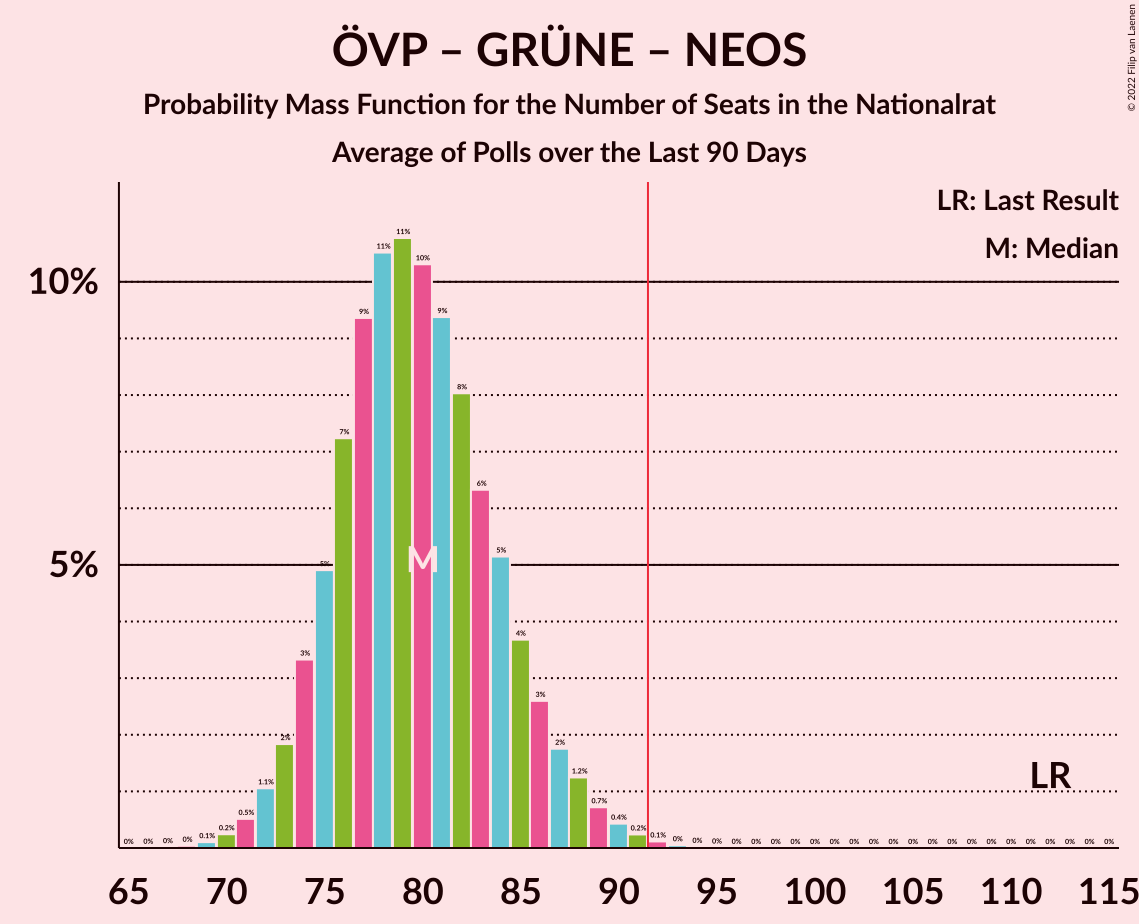 ÖVP – GRÜNE – NEOS
Probability Mass Function for the Number of Seats in the Nationalrat
Average of Polls over the Last 90 Days
© 2022 Filip van Laenen
LR: Last Result
M: Median
10%
5%
0% 0% 0% 0% 0.1% 0.2% 0.5% 1.1% 2% 3% 5% 7% 9% 11% 11% 10% 9% 8% 6% 5% 4% 3% 2% 1.2% 0.7% 0.4% 0.2% 0.1% 0% 0% 0% 0% 0% 0% 0% 0% 0% 0% 0% 0% 0% 0% 0% 0% 0% 0% 0% 0% 0% 0% 0%
M
LR
65 70 75 80 85 90 95 100 105 110 115